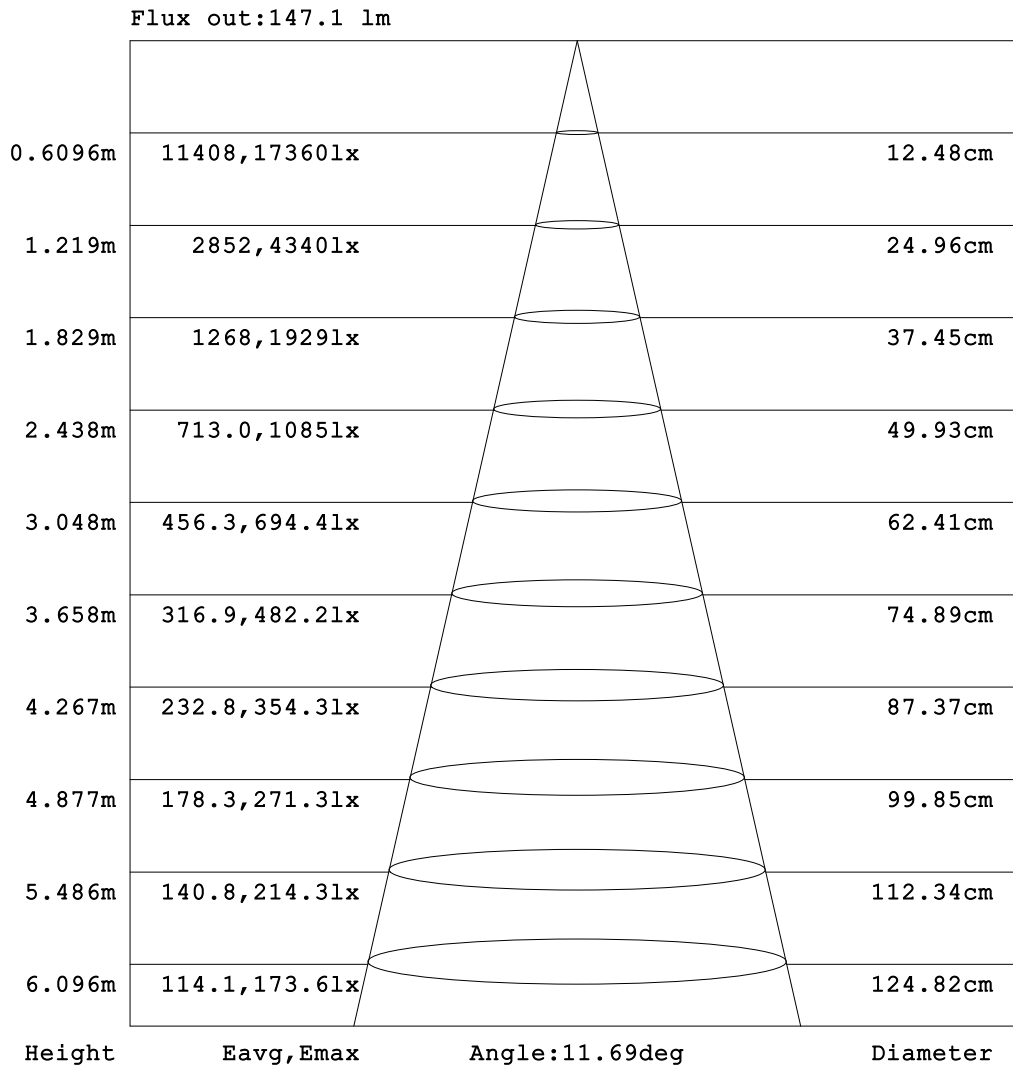 Flux out:147.1 lm
0.6096m 11408,17360lx 12.48cm
1.219m 2852,4340lx 24.96cm
1.829m 1268,1929lx 37.45cm
2.438m 713.0,1085lx 49.93cm
3.048m 456.3,694.4lx 62.41cm
3.658m 316.9,482.2lx 74.89cm
4.267m 232.8,354.3lx 87.37cm
4.877m 178.3,271.3lx 99.85cm
5.486m 140.8,214.3lx 112.34cm
6.096m 114.1,173.6lx 124.82cm
Height Eavg,Emax Angle:11.69deg Diameter